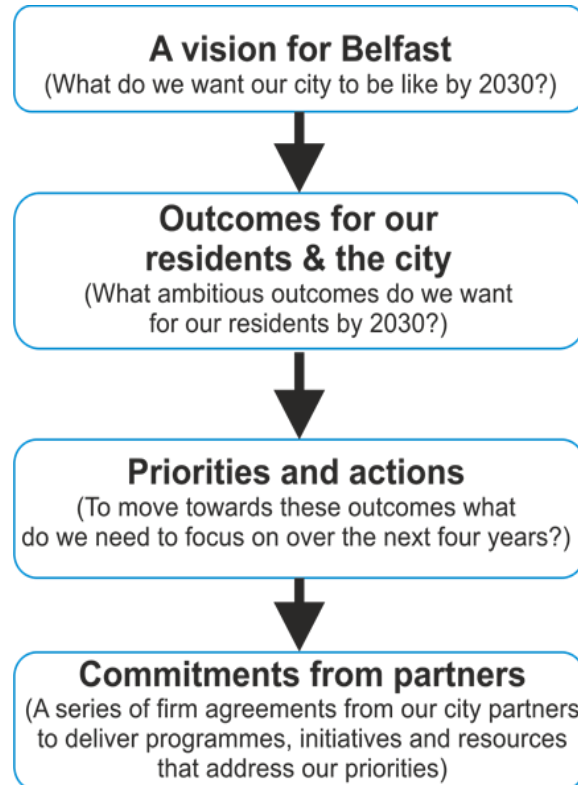 A vision for Belfast
(What do we want our city to be like by 2030?)
Outcomes for our
residents & the city
(What ambitious outcomes do we want
for our residents by 2030?)
Priorities and actions
(To move towards these outcomes what
do we need to focus on over the next four years?)
Commitments from partners
(A series of firm agreements from our city partners
to deliver programmes, initiatives and resources
that address our priorities)